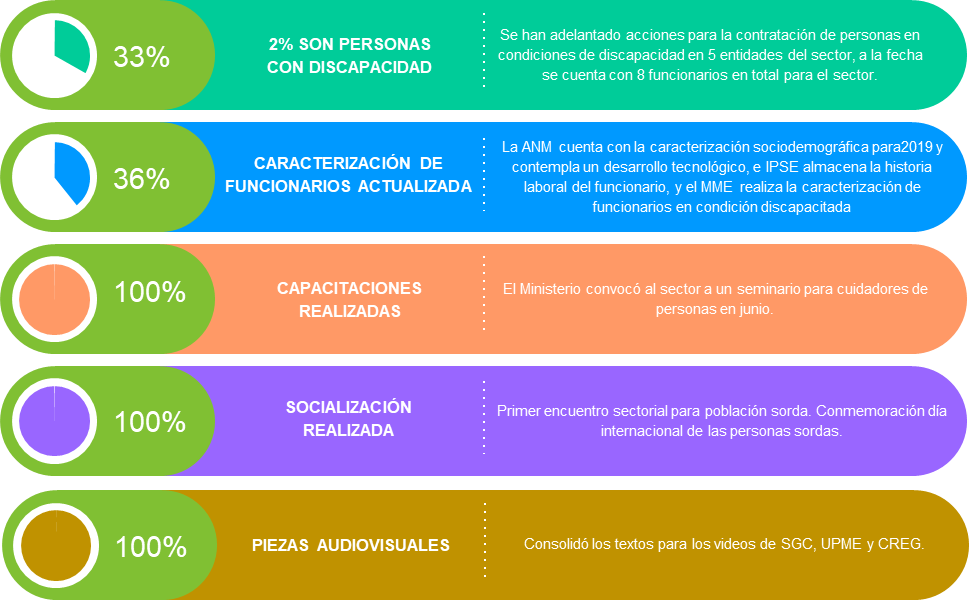 33%
2% SON PERSONAS
CON DISCAPACIDAD
Se han adelantado acciones para la contratación de personas en
condiciones de discapacidad en 5 entidades del sector, a la fecha
se cuenta con 8 funcionarios en total para el sector.
36%
CARACTERIZACIÓN DE
FUNCIONARIOS ACTUALIZADA
La ANM cuenta con la caracterización sociodemográfica para2019 y
contempla un desarrollo tecnológico, e IPSE almacena la historia
laboral del funcionario, y el MME realiza la caracterización de
funcionarios en condición discapacitada
100%
CAPACITACIONES
REALIZADAS
El Ministerio convocó al sector a un seminario para cuidadores de
personas en junio.
100%
SOCIALIZACIÓN
REALIZADA
Primer encuentro sectorial para población sorda. Conmemoración día
internacional de las personas sordas.
100%
PIEZAS AUDIOVISUALES
Consolidó los textos para los videos de SGC, UPME y CREG.